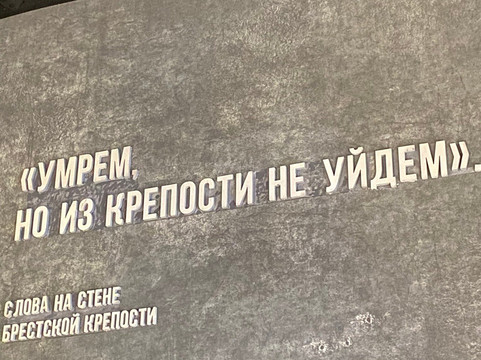 «УМРЕМ,
НО ИЗ КРЕПОСТИ НЕ УЙДЕМ».
СЛОВА НА СТЕНЕ
БРЕСТСКОЙ КРЕПОСТИ